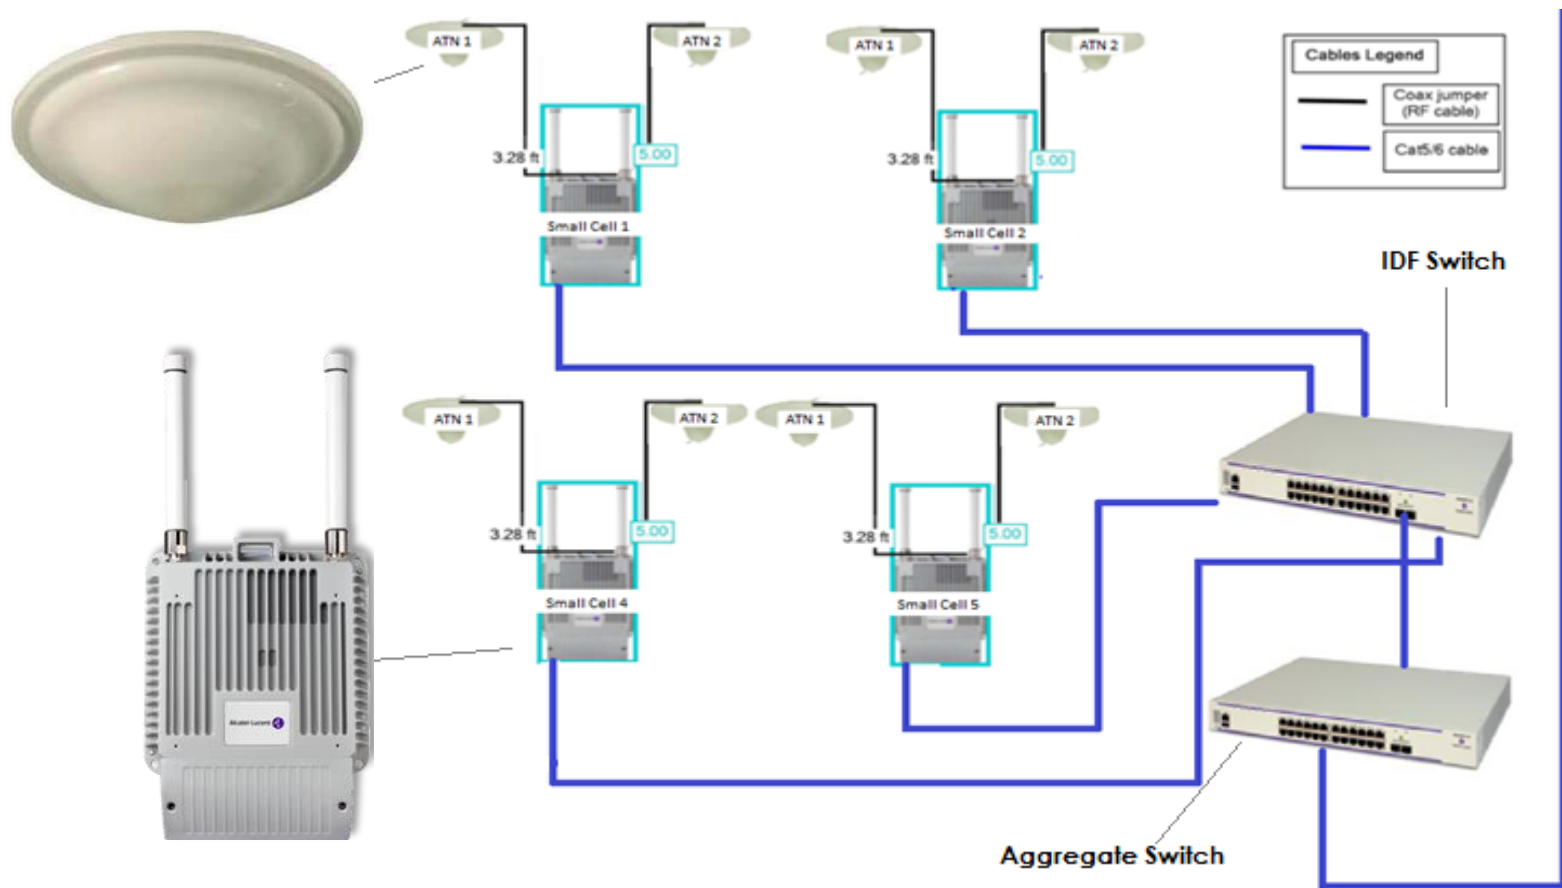 ATN 1
ATN 2
ATN 1
ATN 2
Cables Legend
Coax jumper
(RF cable)
Cat5/6 cable
3.28 ft
5.00
3.28 ft
5.00
Small Cell 1
Small Cell 2
IDF Switch
ATN 1
ATN 2
ATN 1
ATN 2
3.28 ft
5.00
3.28 ft
5.00
Small Cell 4
Small Cell 5
Alcatel·Lucent
Aggregate Switch